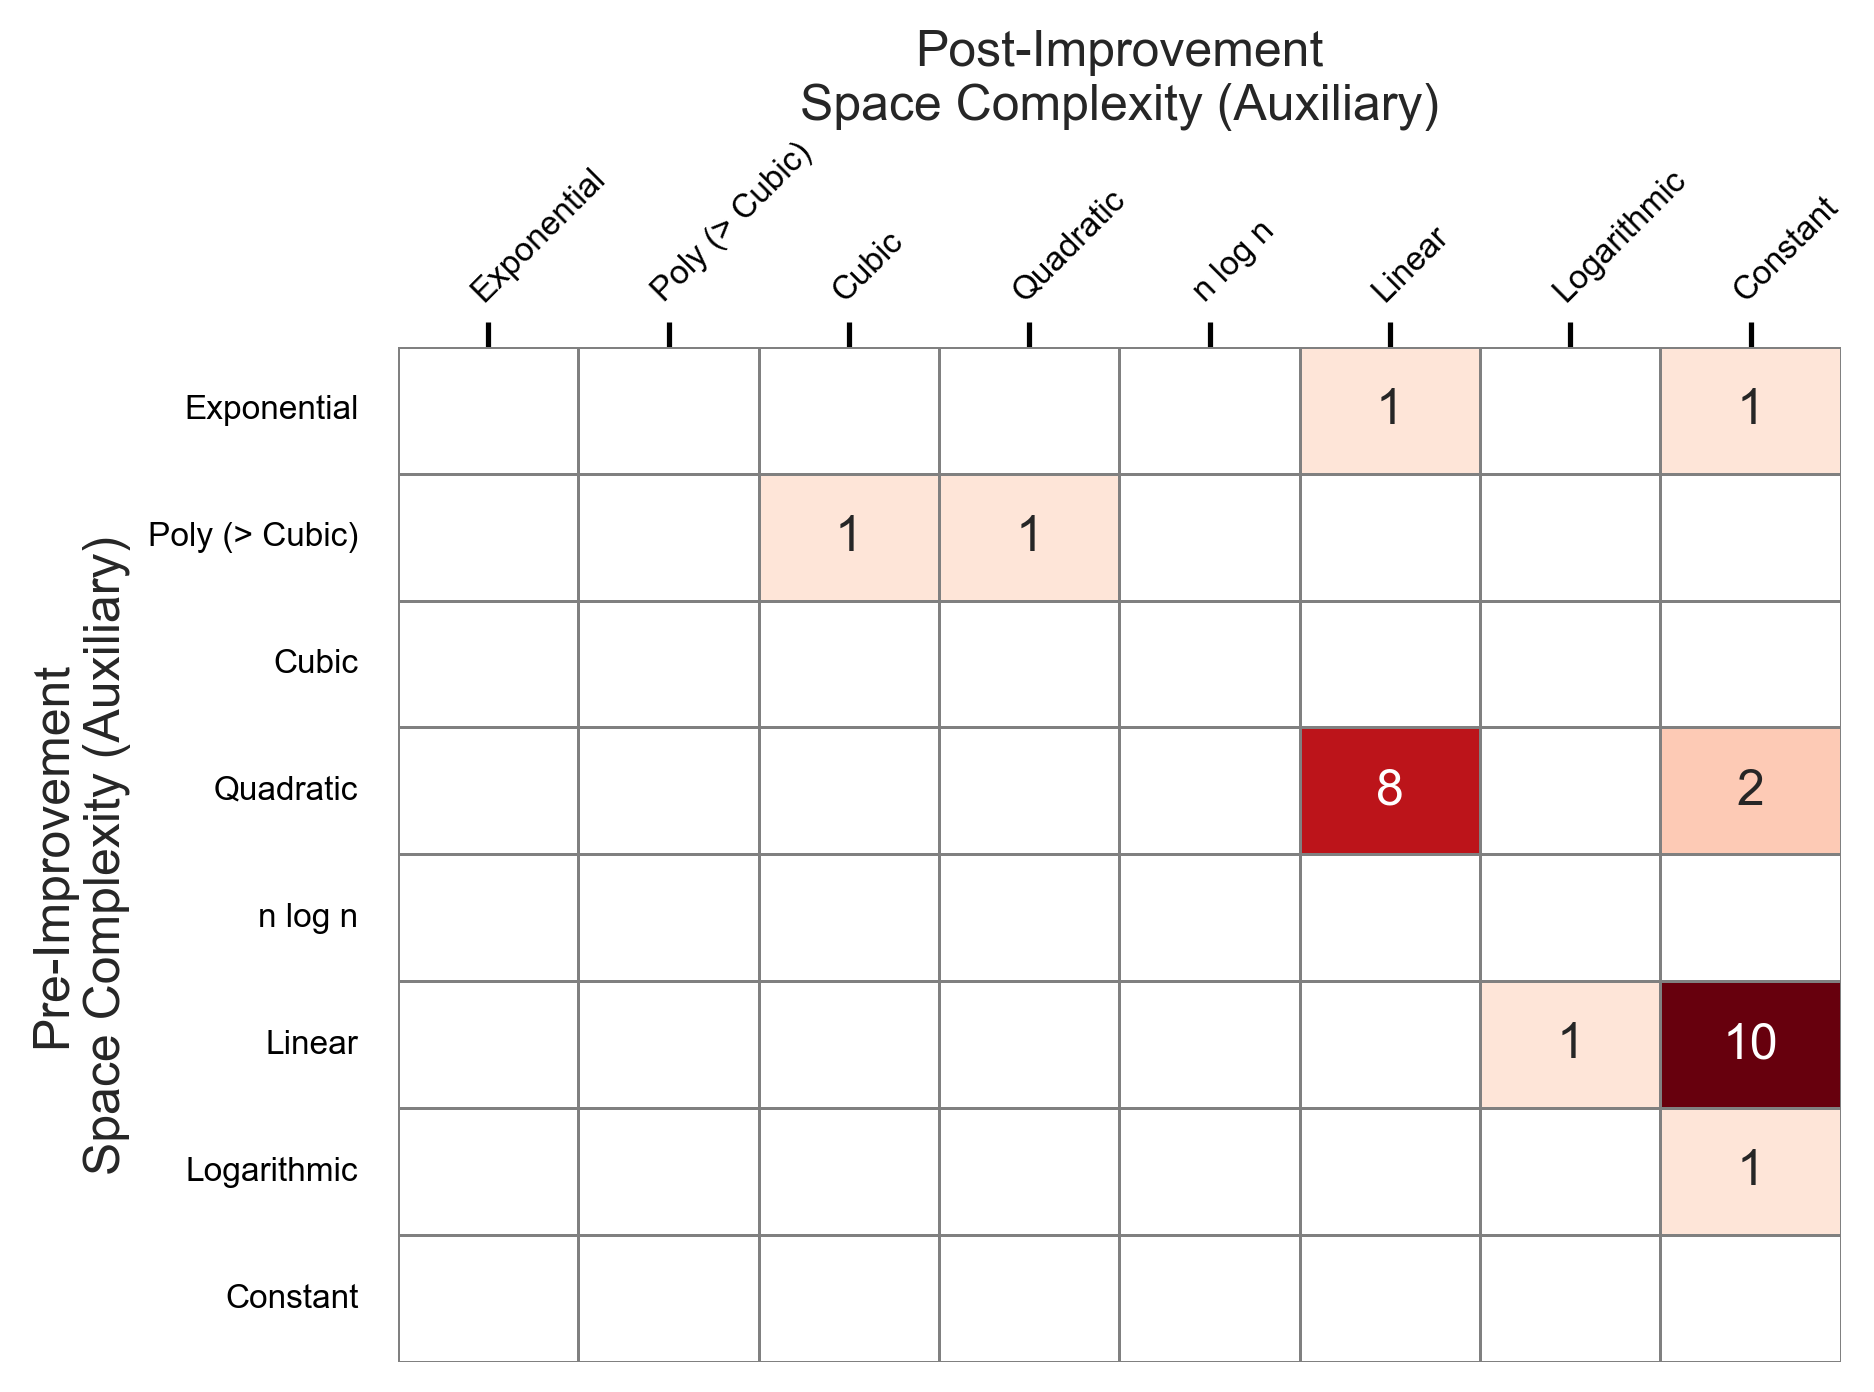 Post-Improvement
Space Complexity (Auxiliary)
Exponential
Poly (> Cubic)
Cubic
Quadratic
n log n
Linear
Logarithmic
Constant
Pre-Improvement
Space Complexity (Auxiliary)
Exponential 1 1
Poly (> Cubic) 1 1
Cubic
Quadratic 8 2
n log n
Linear 1 10
Logarithmic 1
Constant